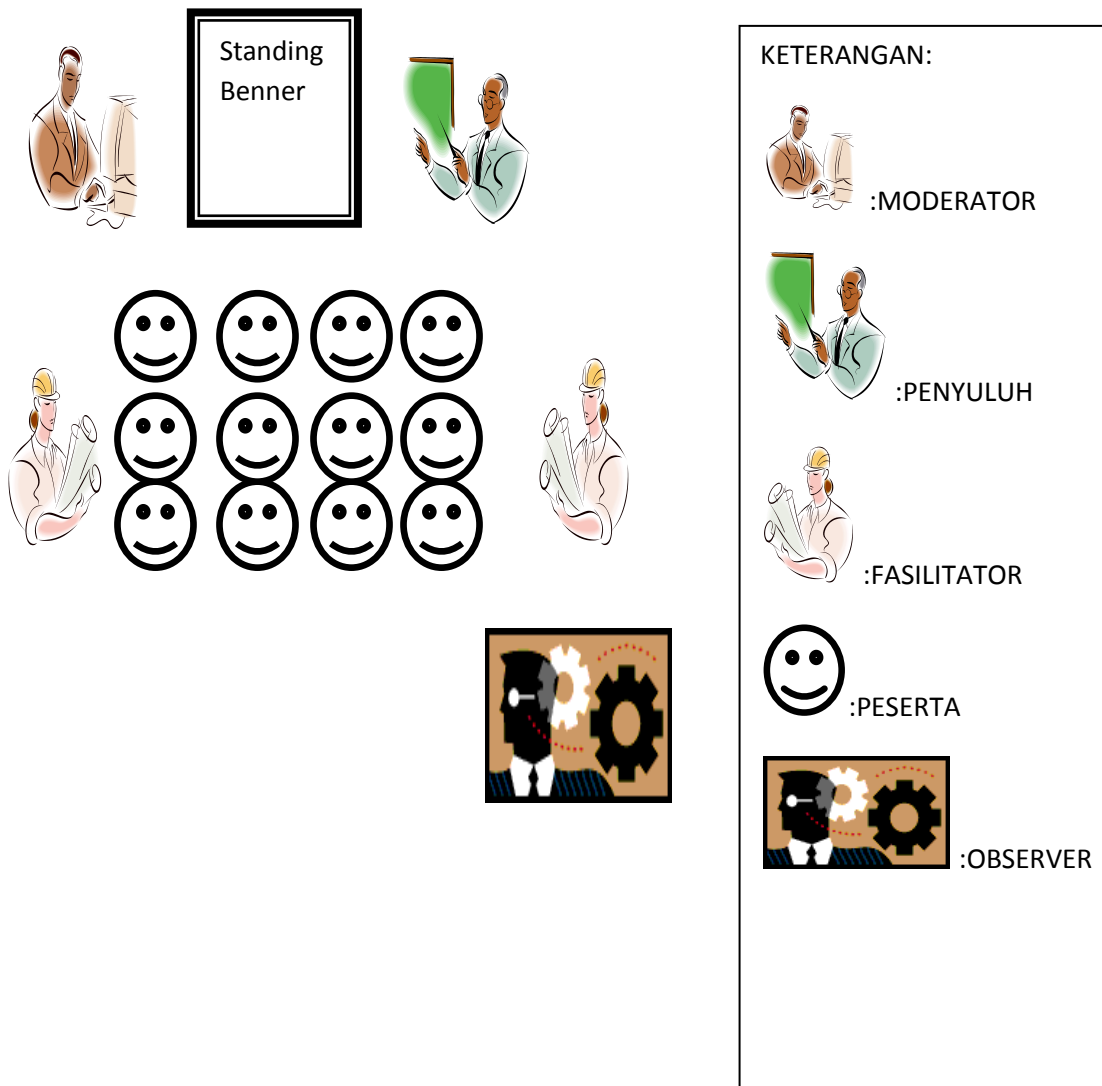 Standing
Benner
KETERANGAN:
:MODERATOR
:PENYULUH
:FASILITATOR
:PESERTA
:OBSERVER